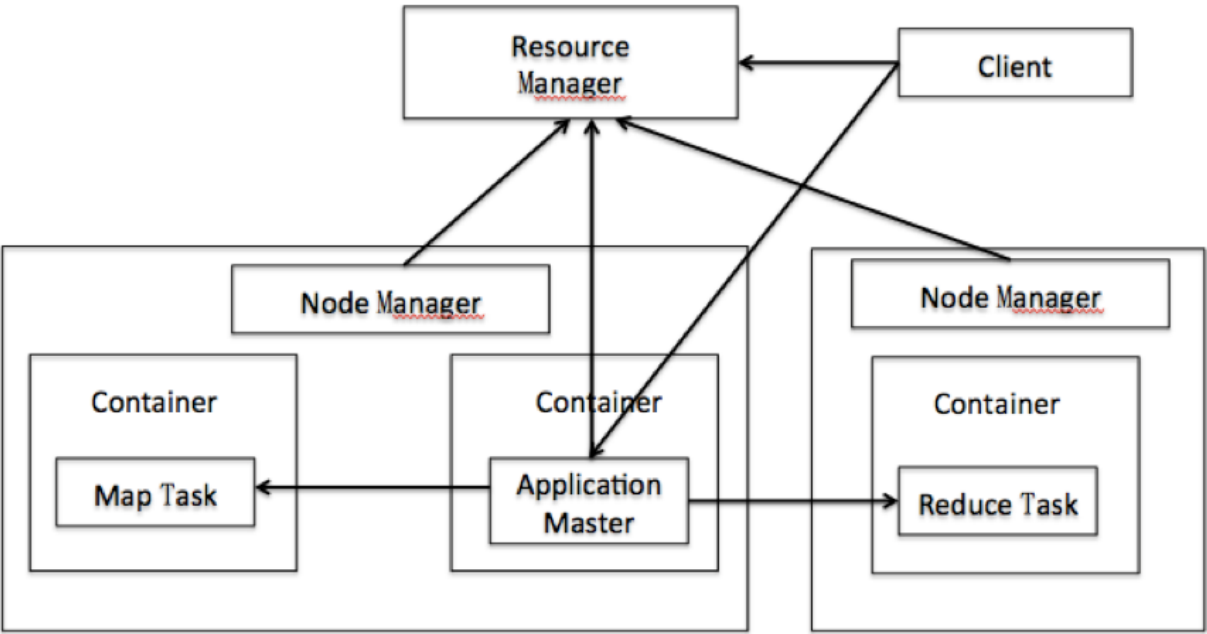 Resource
Manager
Client
Node Manager
Node Manager
Container
Container
Container
Map Task
Application
Master
Reduce Task